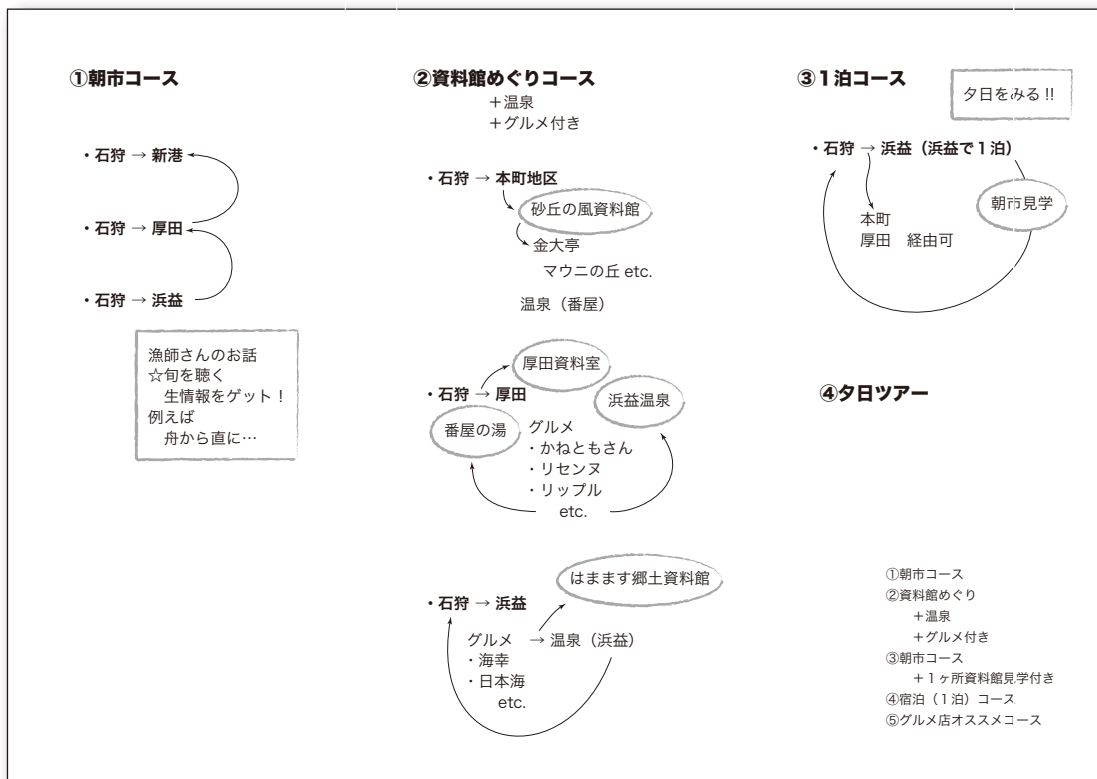 ①朝市コース
・石狩 → 新港
・石狩 → 厚田
・石狩 → 浜益
漁師さんのお話
☆旬を聴く
生情報をゲット！
例えば
舟から直に…
②資料館めぐりコース
＋温泉
＋グルメ付き
・石狩 → 本町地区
砂丘の風資料館
金大亭
マウニの丘 etc.
温泉（番屋）
厚田資料室
・石狩 → 厚田
浜益温泉
番屋の湯
グルメ
・かねともさん
・リセンヌ
・リップル
etc.
はまます郷土資料館
・石狩 → 浜益
グルメ → 温泉（浜益）
・海幸
・日本海
etc.
③１泊コース
夕日をみる !!
・石狩 → 浜益（浜益で１泊）
朝市見学
本町
厚田　経由可
④夕日ツアー
①朝市コース
②資料館めぐり
＋温泉
＋グルメ付き
③朝市コース
＋１ヶ所資料館見学付き
④宿泊（１泊）コース
⑤グルメ店オススメコース